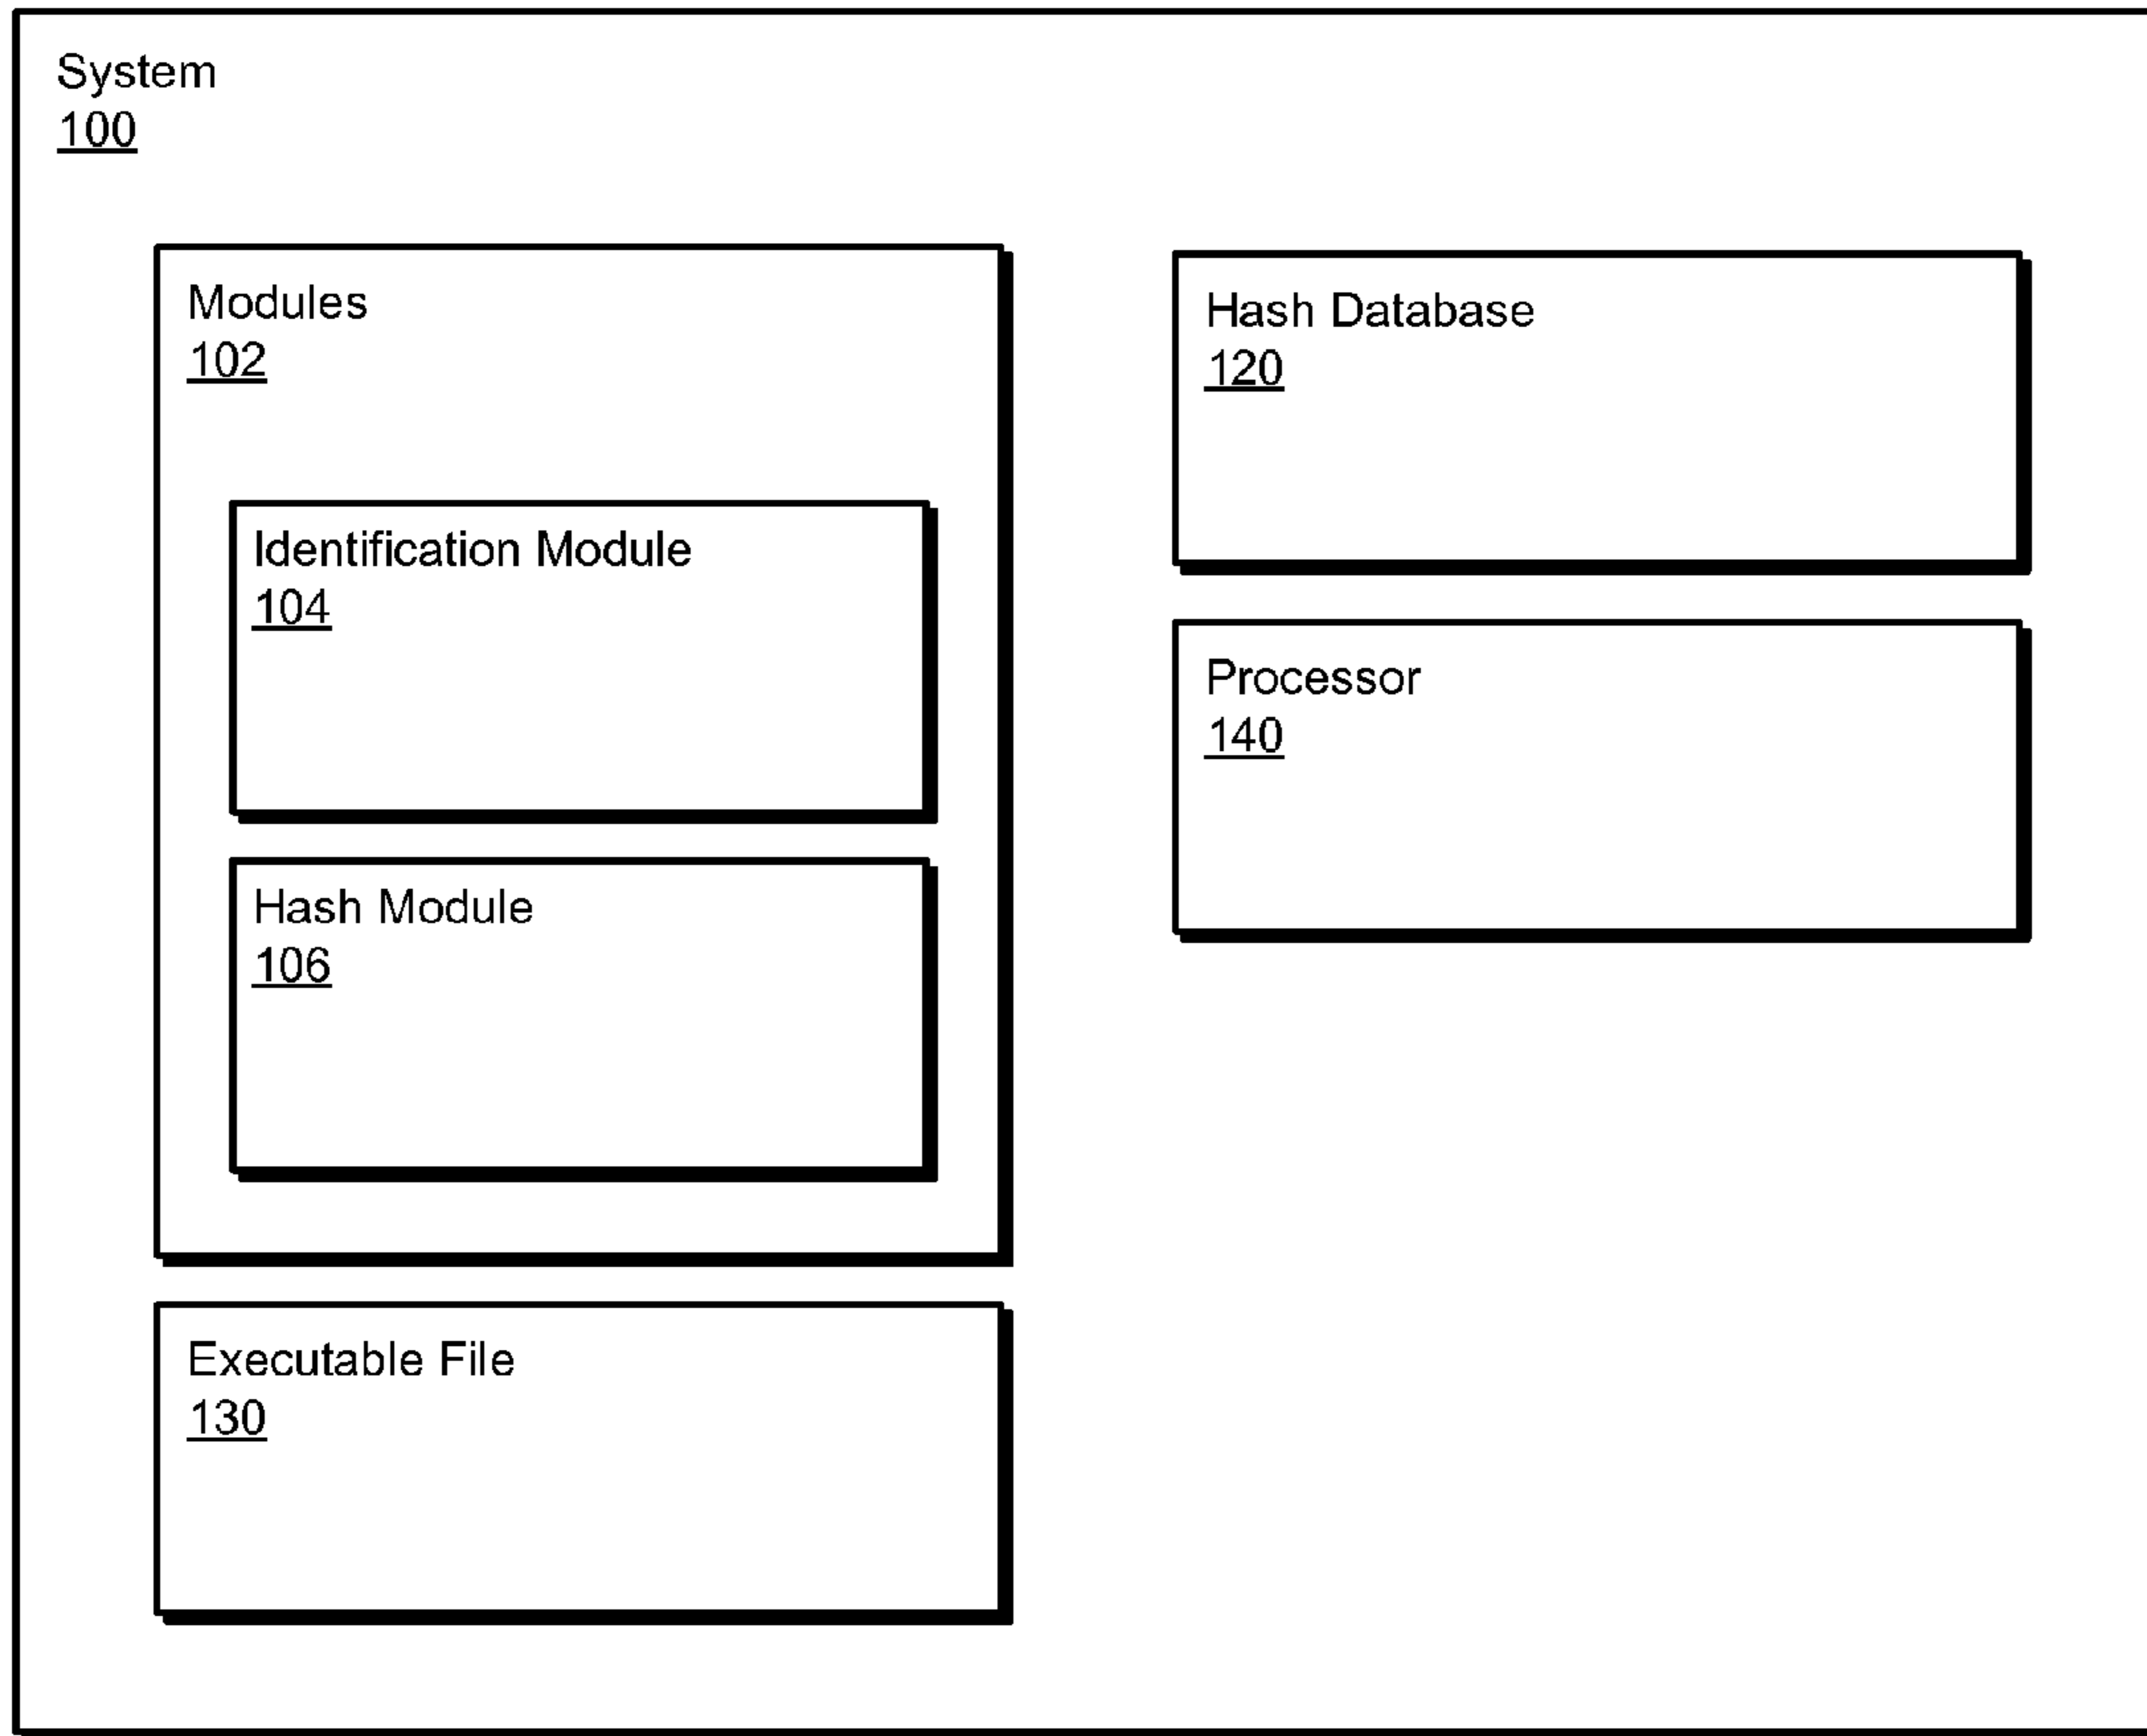 System
100
Modules
102
Identification Module
104
Hash Module
106
Executable File
130
Hash Database
120
Processor
140